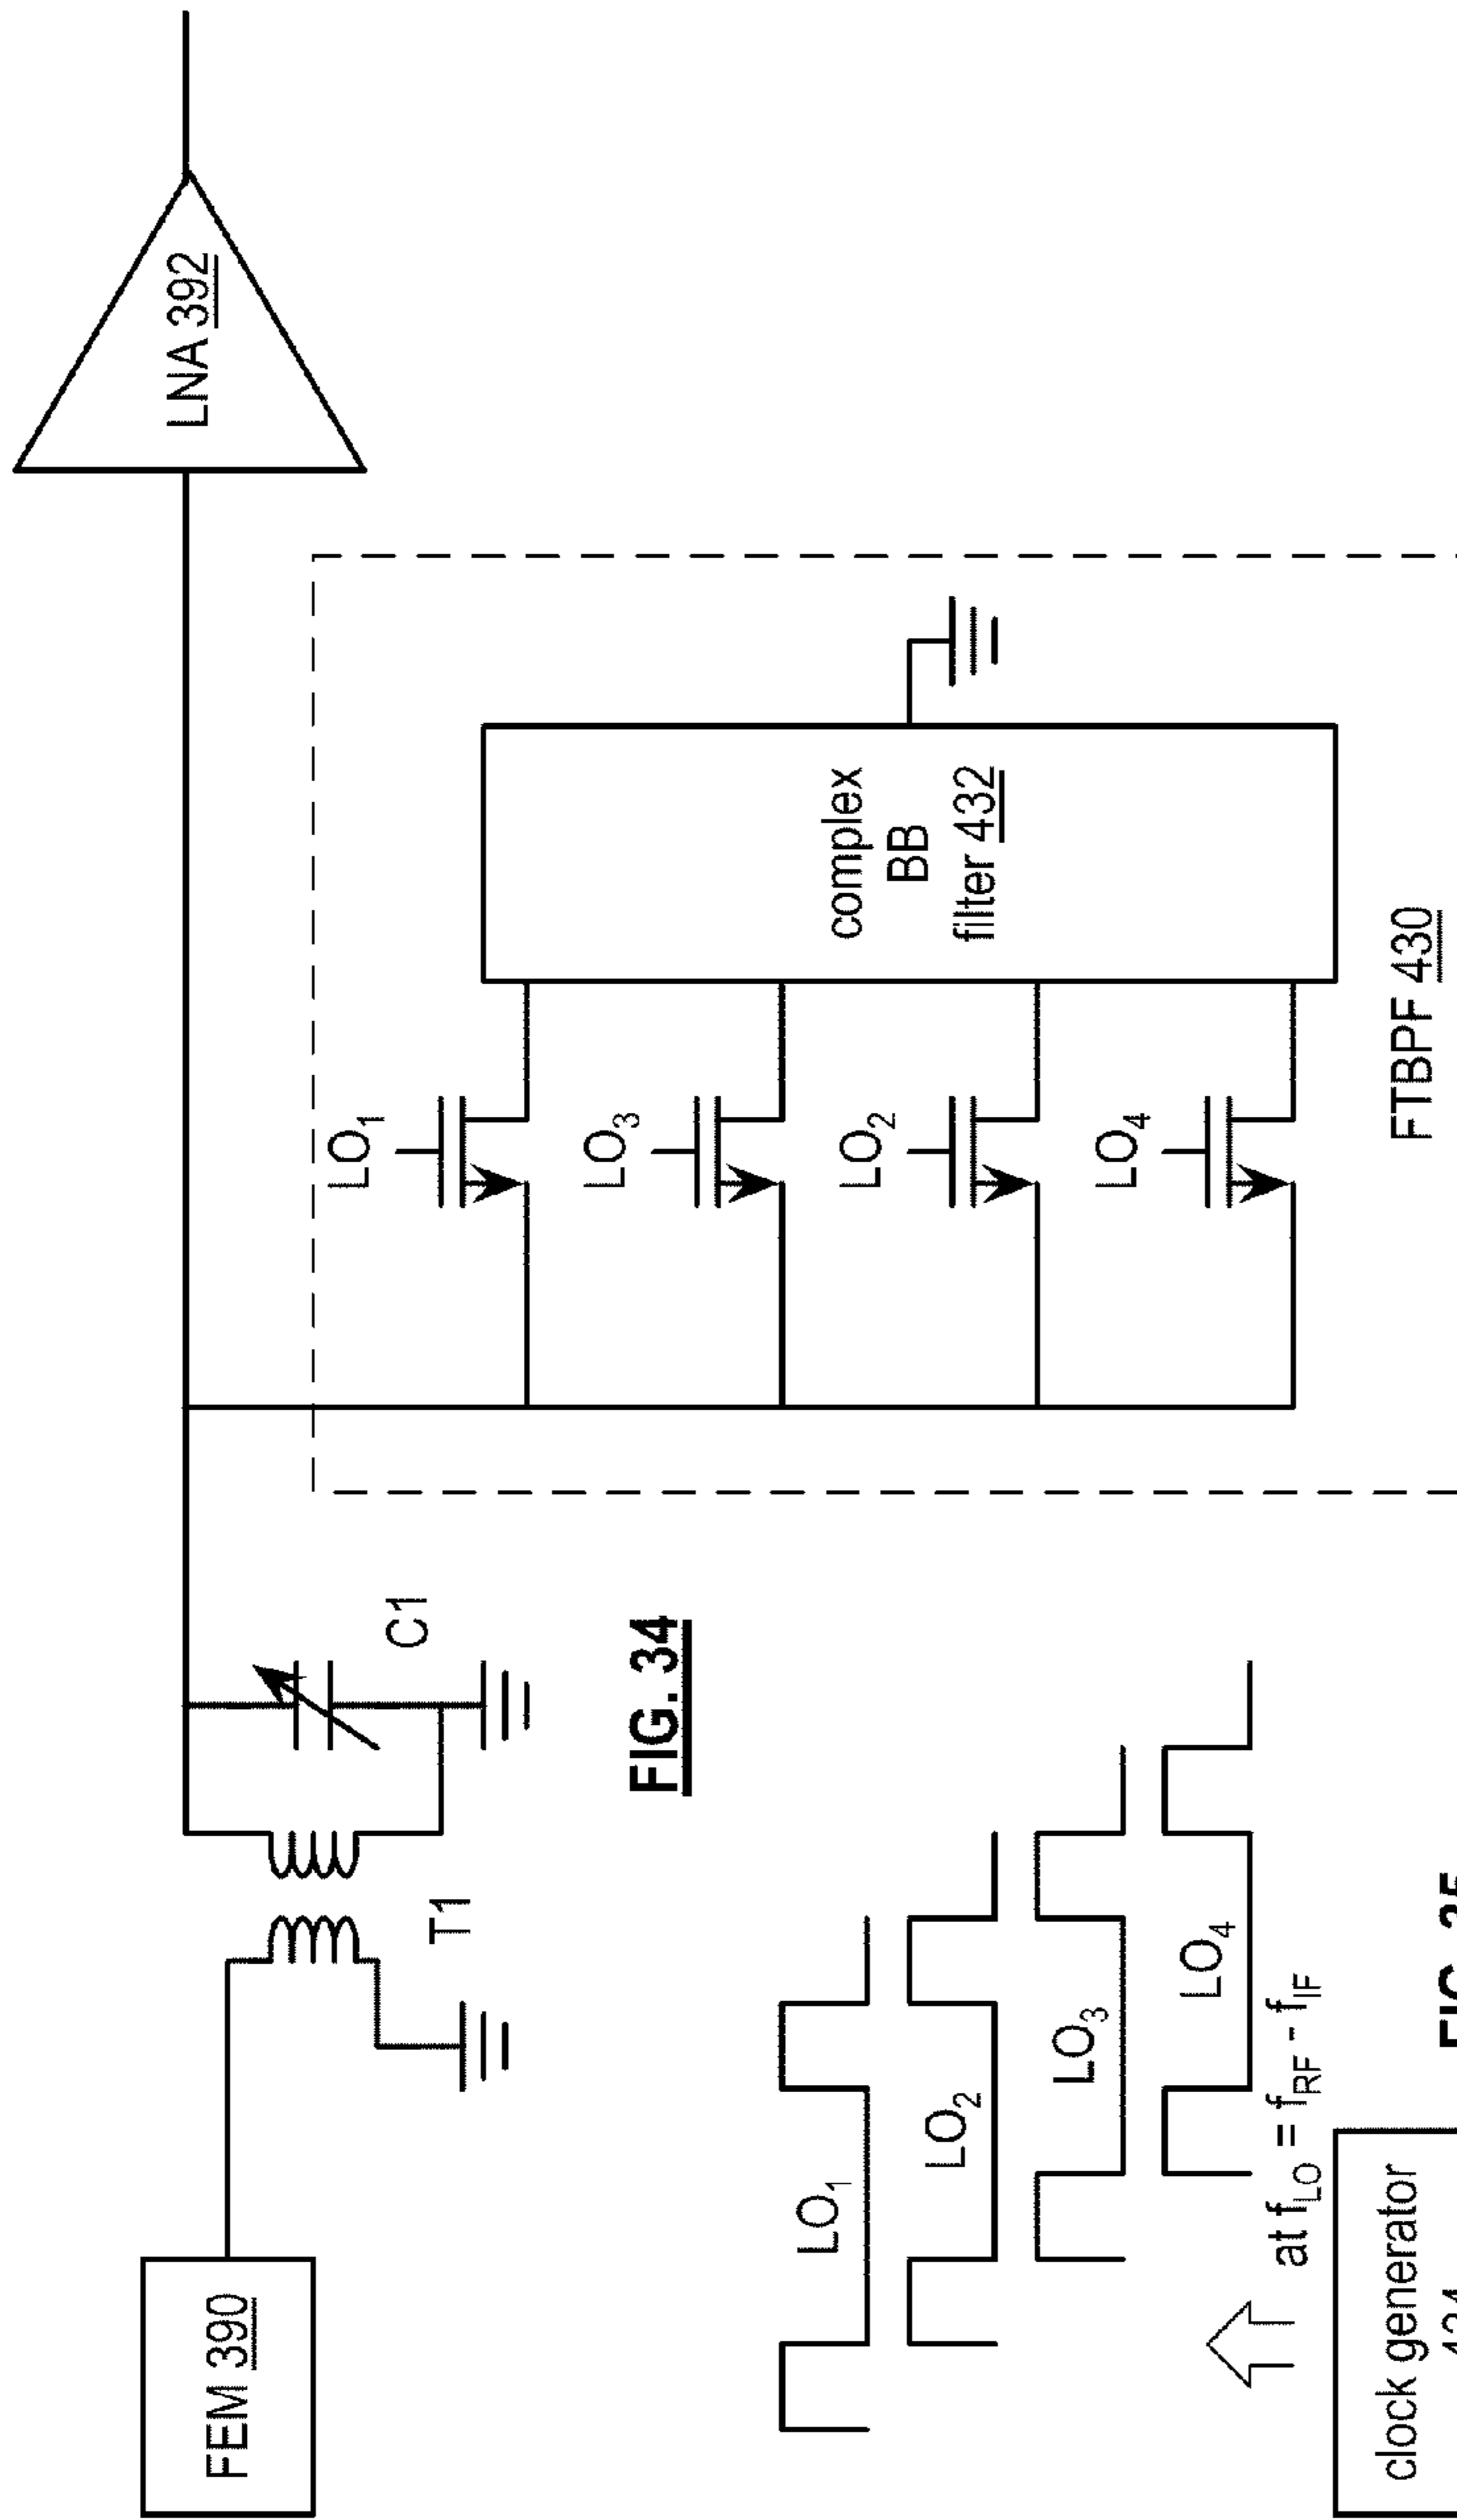 FEM 390
T1
C1
LNA 392
FIG. 34
LO1
LO3
LO2
LO4
complex
BB
filter 432
FTBPF 430
LO1
LO2
LO3
LO4
at fLO = fRF - fIF
clock generator